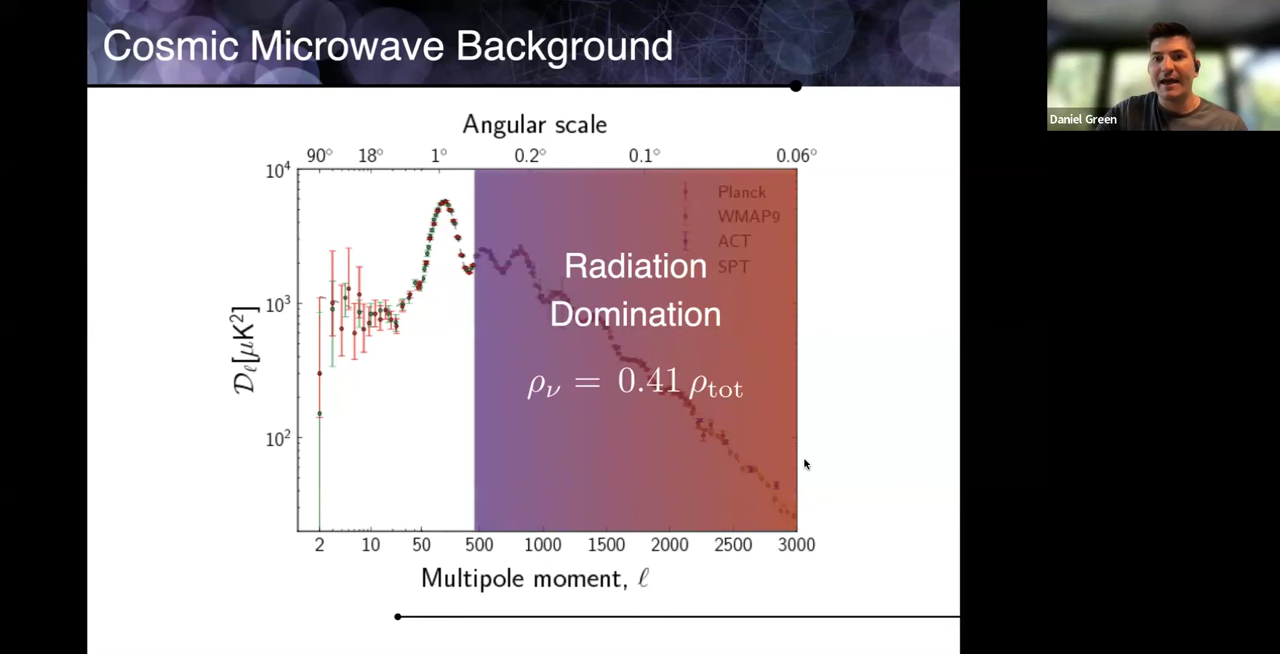 Cosmic Microwave Background
Daniel Green
Angular scale
90° 18° 1° 0.2° 0.1° 0.06°
10⁴
Planck
WMAP9
ACT
SPT
Radiation
Domination
10³
𝒟ℓ[μK²]
ρ_ν = 0.41 ρ_tot
10²
2 10 50 500 1000 1500 2000 2500 3000
Multipole moment, ℓ